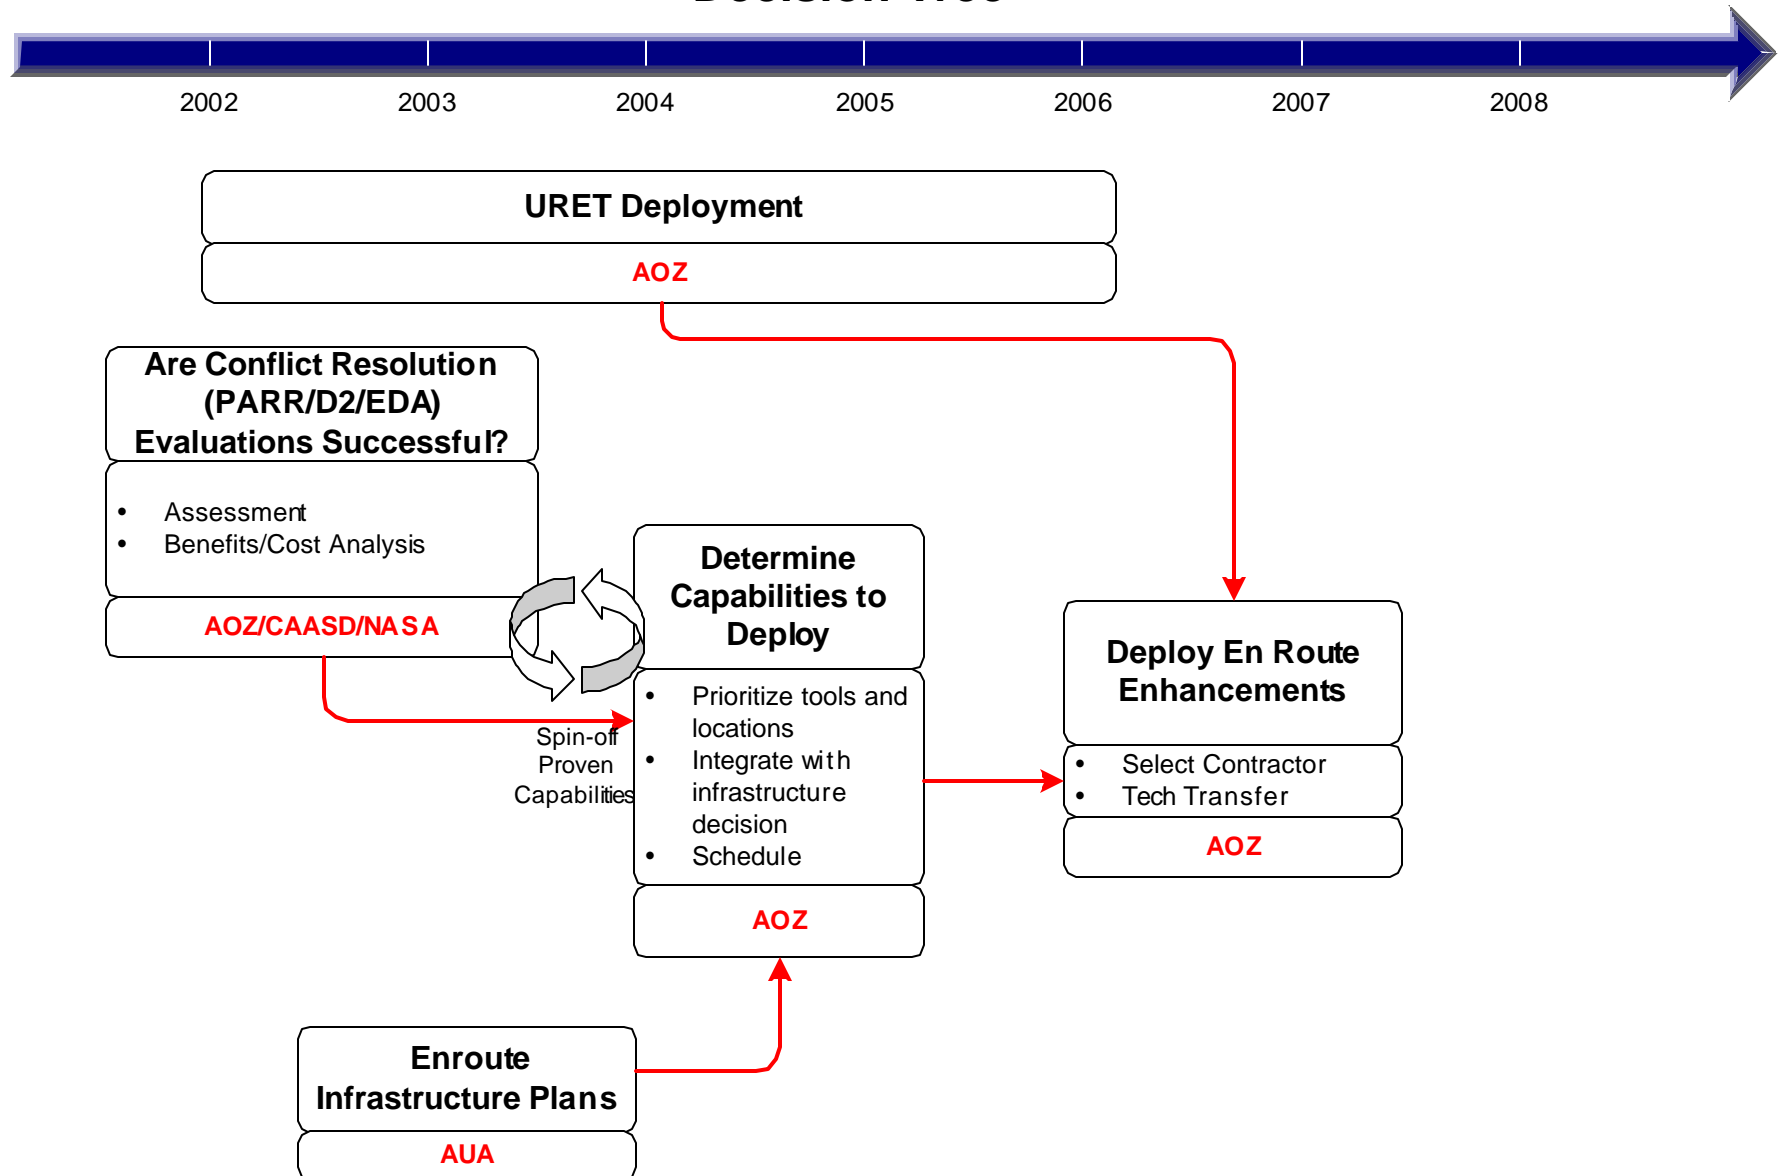 Decision Tree
2002 2003 2004 2005 2006 2007 2008
URET Deployment
AOZ
Are Conflict Resolution
(PARR/D2/EDA)
Evaluations Successful?
• Assessment
• Benefits/Cost Analysis
AOZ/CAASD/NASA
Spin-off
Proven
Capabilities
Determine
Capabilities to
Deploy
• Prioritize tools and
locations
• Integrate with
infrastructure
decision
• Schedule
AOZ
Deploy En Route
Enhancements
• Select Contractor
• Tech Transfer
AOZ
Enroute
Infrastructure Plans
AUA